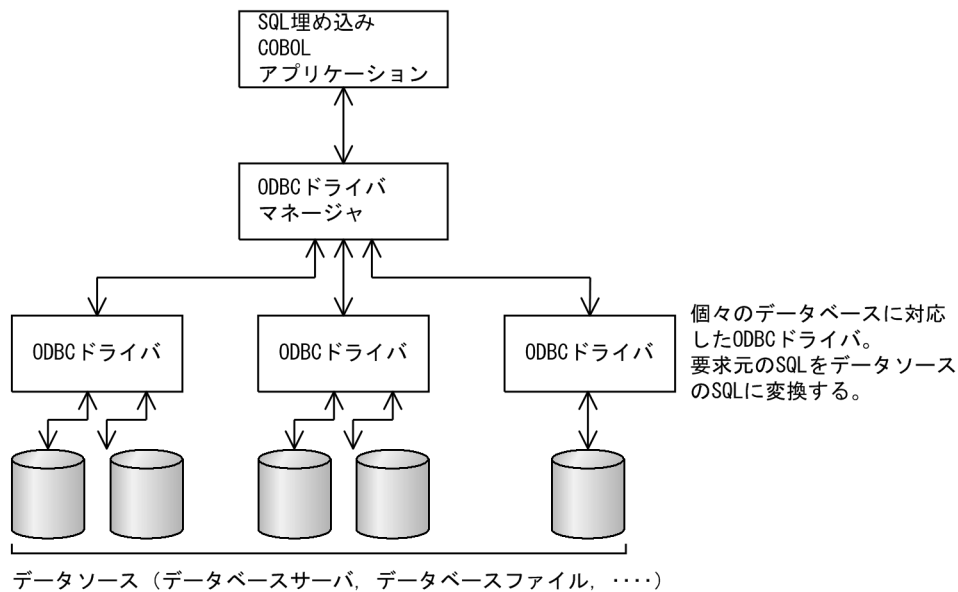 SQL埋め込み
COBOL
アプリケーション
ODBCドライバ
マネージャ
ODBCドライバ
ODBCドライバ
ODBCドライバ
個々のデータベースに対応
したODBCドライバ。
要求元のSQLをデータソース
のSQLに変換する。
データソース（データベースサーバ，データベースファイル，‥‥）